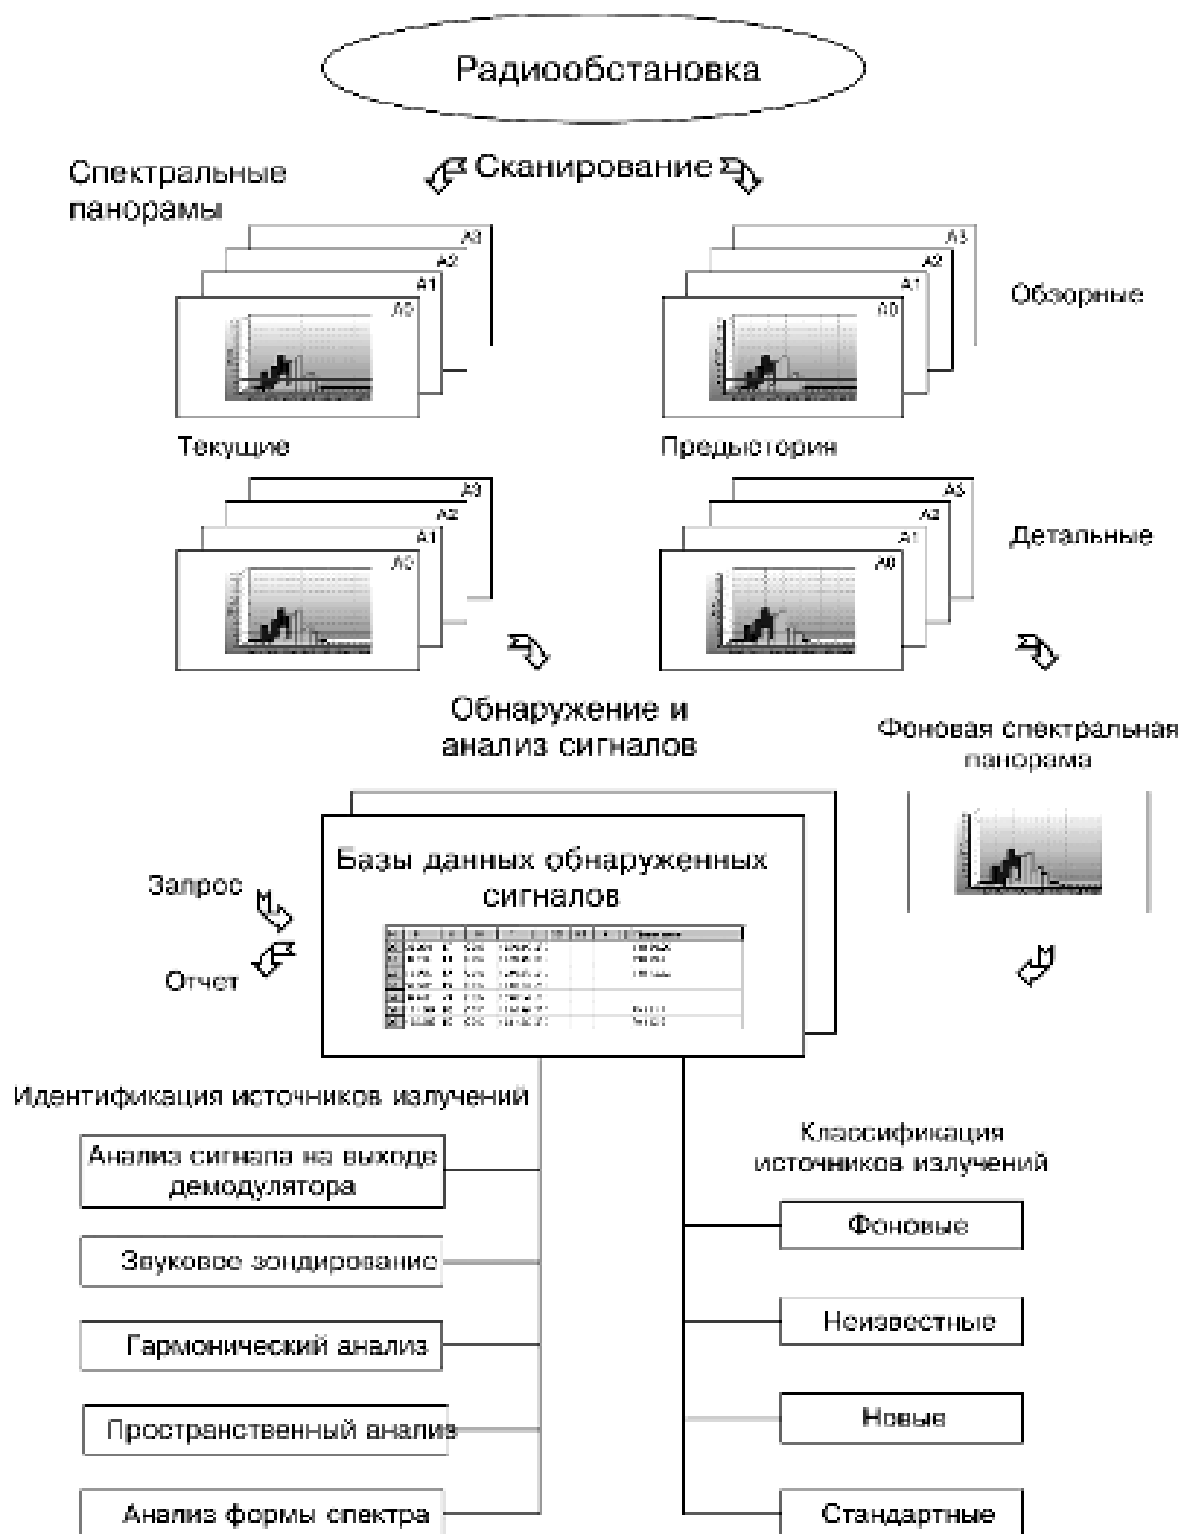 Радиообстановка
Спектральные
панорамы
Сканирование
A3
A2
A1
A0
A3
A2
A1
A0
Обзорные
Текущие
Предыстория
A3
A2
A1
A0
A3
A2
A1
A0
Детальные
Обнаружение и
анализ сигналов
Фоновая спектральная
панорама
Базы данных обнаруженных
сигналов
Запрос
Отчет
Идентификация источников излучений
Анализ сигнала на выходе
демодулятора
Звуковое зондирование
Гармонический анализ
Пространственный анализ
Анализ формы спектра
Классификация
источников излучений
Фоновые
Неизвестные
Новые
Стандартные